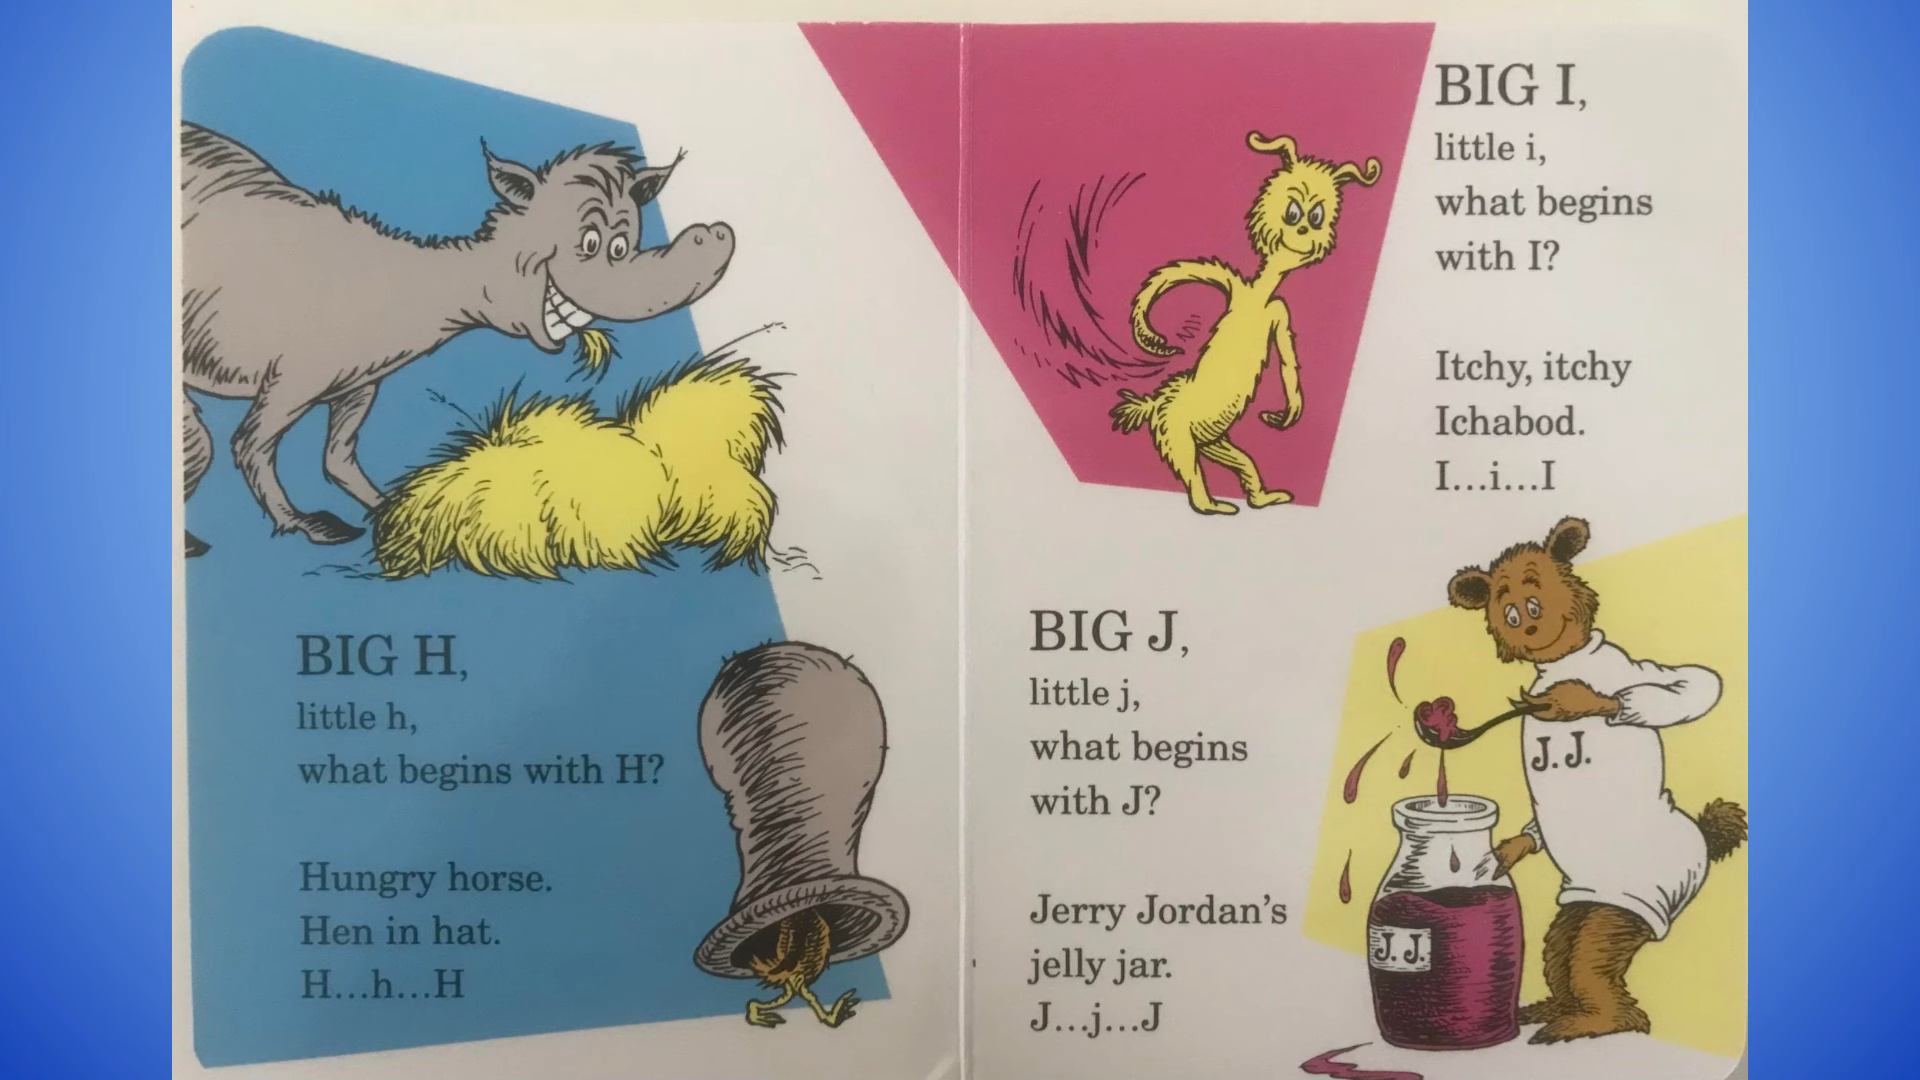 BIG H,
little h,
what begins with H?
Hungry horse.
Hen in hat.
H...h...H
BIG I,
little i,
what begins
with I?
Itchy, itchy
Ichabod.
I...i...I
BIG J,
little j,
what begins
with J?
Jerry Jordan's
jelly jar.
J...j...J
J.J.
J.J.